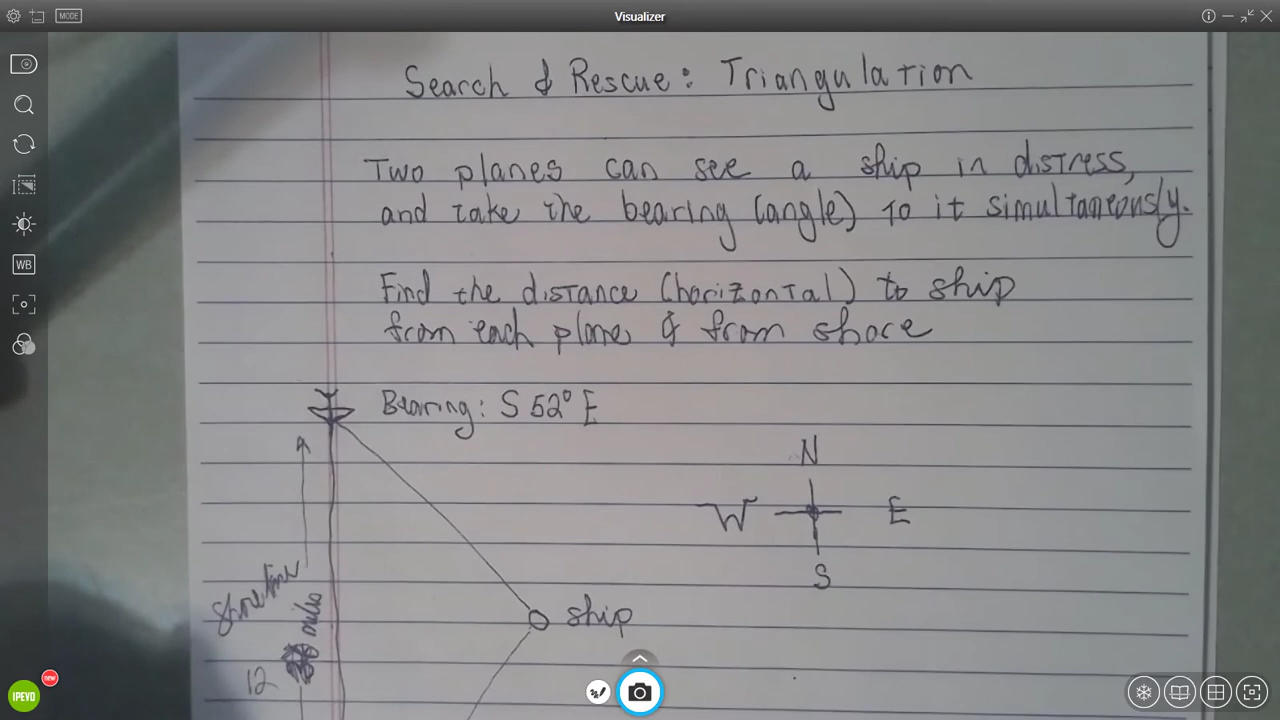 Visualizer
MODE
Search & Rescue: Triangulation
Two planes can see a ship in distress,
and take the bearing (angle) to it simultaneously.
Find the distance (horizontal) to ship
from each plane & from shore
Bearing: S 52° E
N
W E
S
Shoreline
12 miles
ship
WB
IPEVO
new